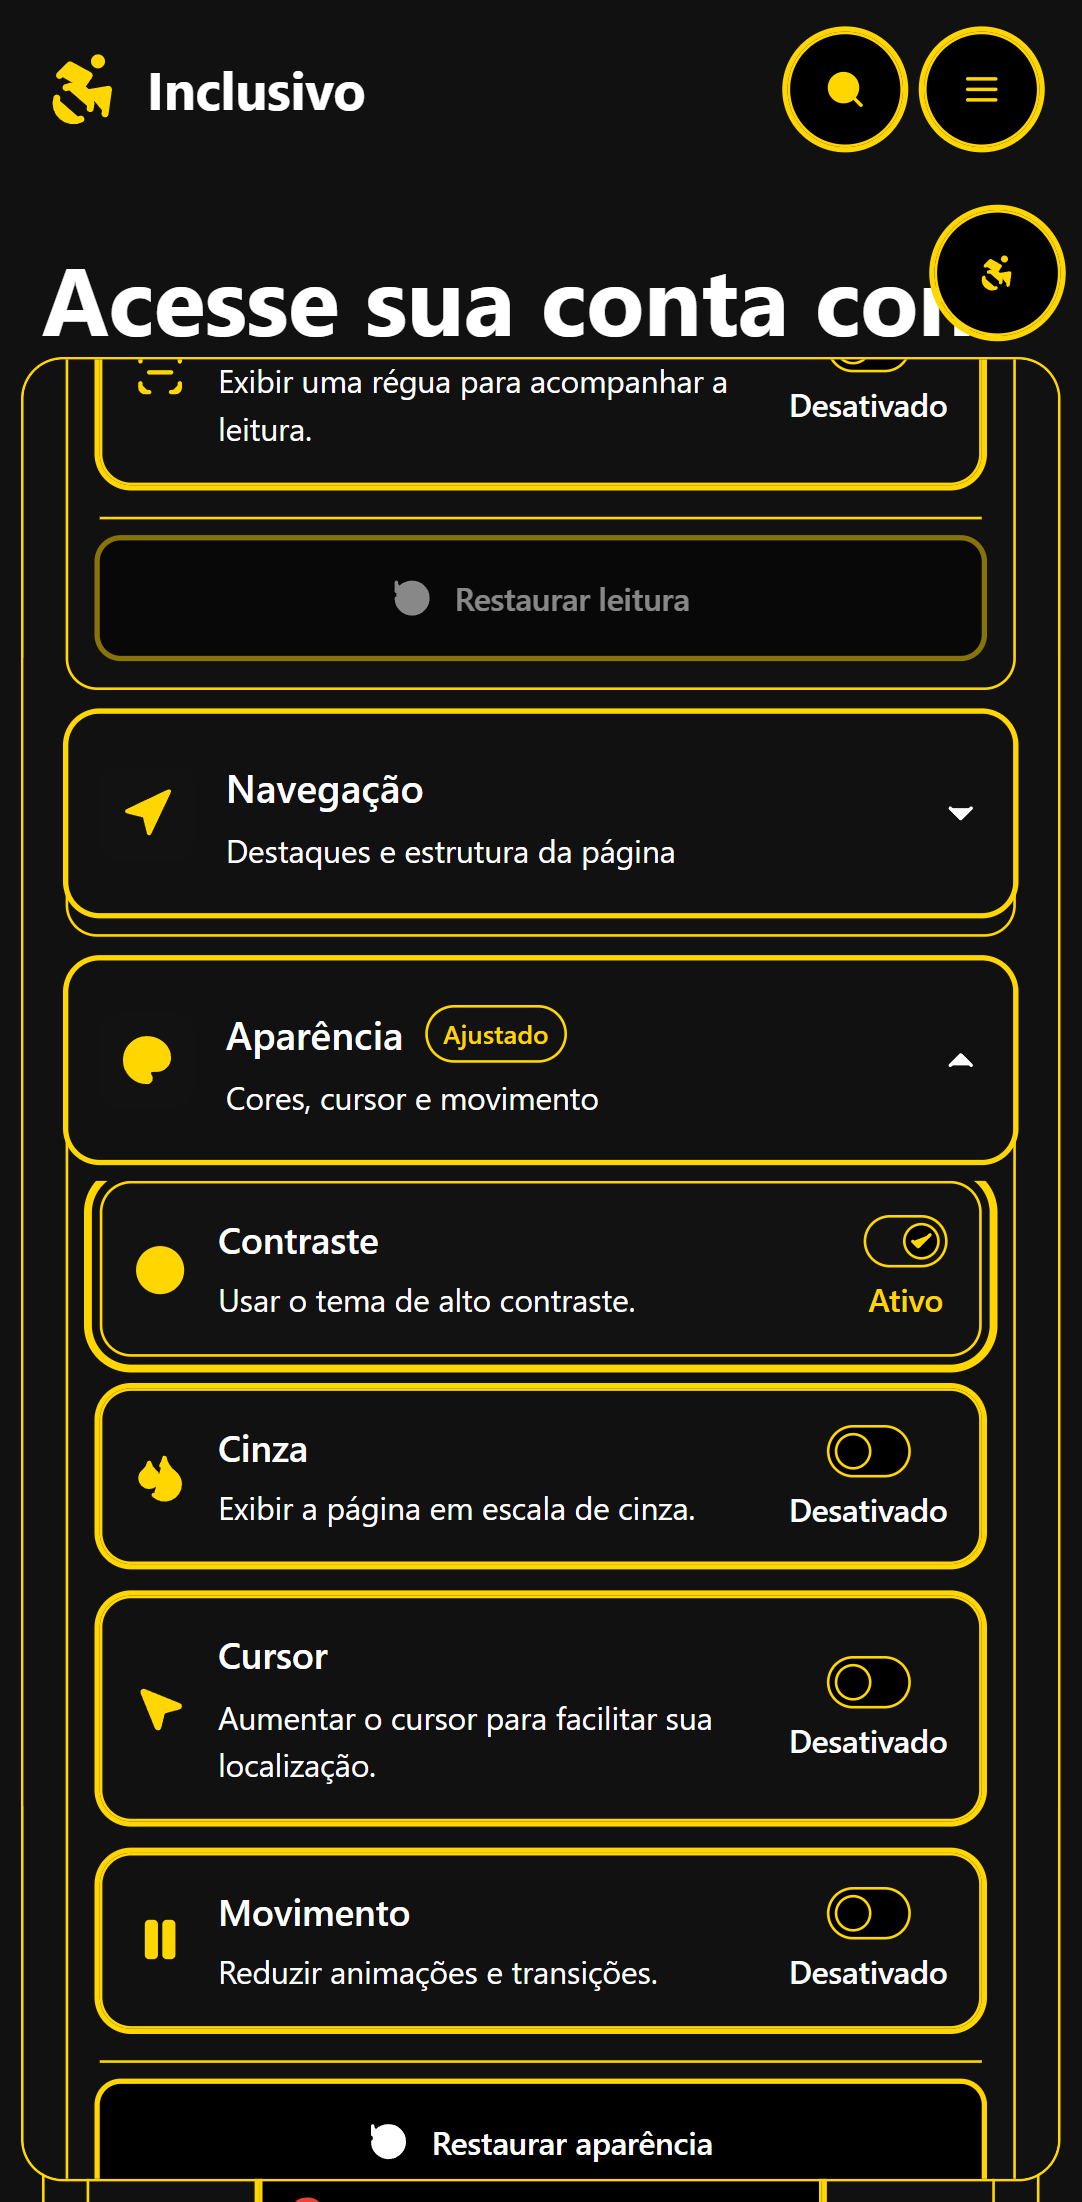 Inclusivo
Acesse sua conta com
Exibir uma régua para acompanhar a
leitura.
Desativado
Restaurar leitura
Navegação
Destaques e estrutura da página
Aparência
Ajustado
Cores, cursor e movimento
Contraste
Usar o tema de alto contraste.
Ativo
Cinza
Exibir a página em escala de cinza.
Desativado
Cursor
Aumentar o cursor para facilitar sua
localização.
Desativado
Movimento
Reduzir animações e transições.
Desativado
Restaurar aparência